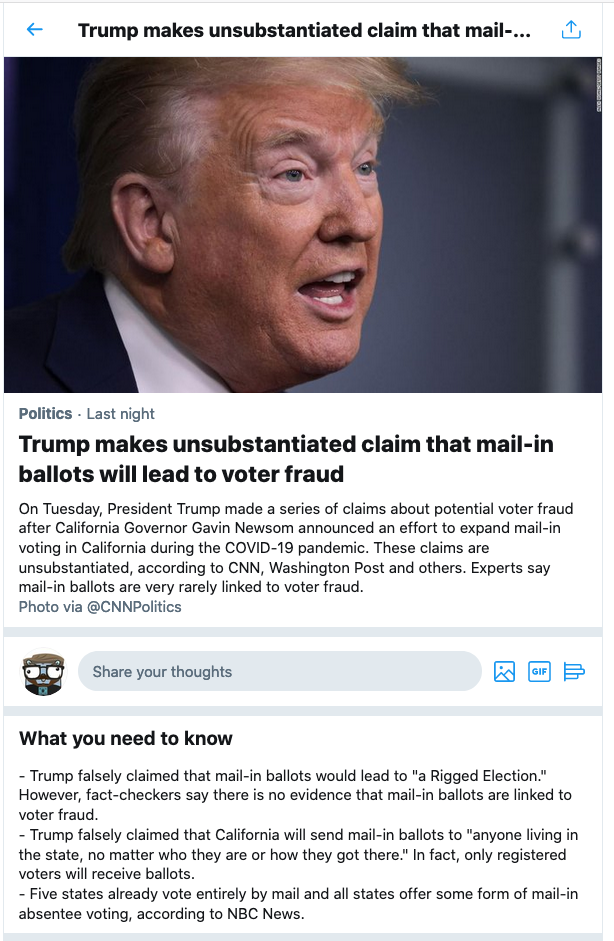 Trump makes unsubstantiated claim that mail-...
Politics · Last night
Trump makes unsubstantiated claim that mail-in
ballots will lead to voter fraud
On Tuesday, President Trump made a series of claims about potential voter fraud
after California Governor Gavin Newsom announced an effort to expand mail-in
voting in California during the COVID-19 pandemic. These claims are
unsubstantiated, according to CNN, Washington Post and others. Experts say
mail-in ballots are very rarely linked to voter fraud.
Photo via @CNNPolitics
Share your thoughts
GIF
What you need to know
- Trump falsely claimed that mail-in ballots would lead to "a Rigged Election."
However, fact-checkers say there is no evidence that mail-in ballots are linked to
voter fraud.
- Trump falsely claimed that California will send mail-in ballots to "anyone living in
the state, no matter who they are or how they got there." In fact, only registered
voters will receive ballots.
- Five states already vote entirely by mail and all states offer some form of mail-in
absentee voting, according to NBC News.